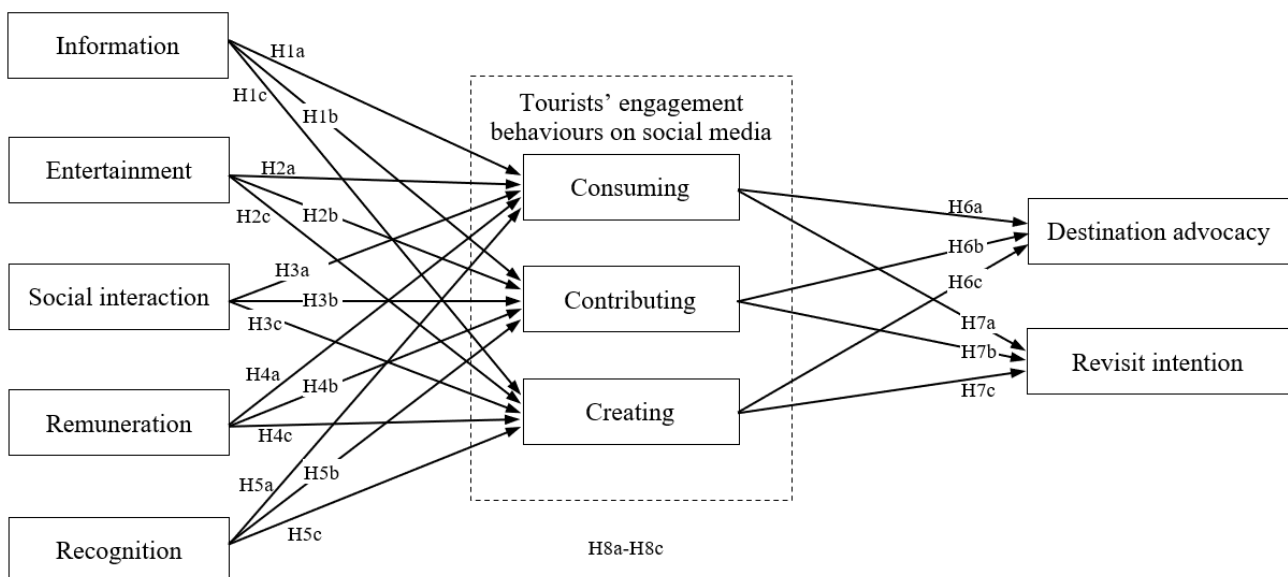 Information
Entertainment
Social interaction
Remuneration
Recognition
H1a
H1b
H1c
H2a
H2b
H2c
H3a
H3b
H3c
H4a
H4b
H4c
H5a
H5b
H5c
Tourists’ engagement
behaviours on social media
Consuming
Contributing
Creating
H8a-H8c
H6a
H6b
H6c
H7a
H7b
H7c
Destination advocacy
Revisit intention